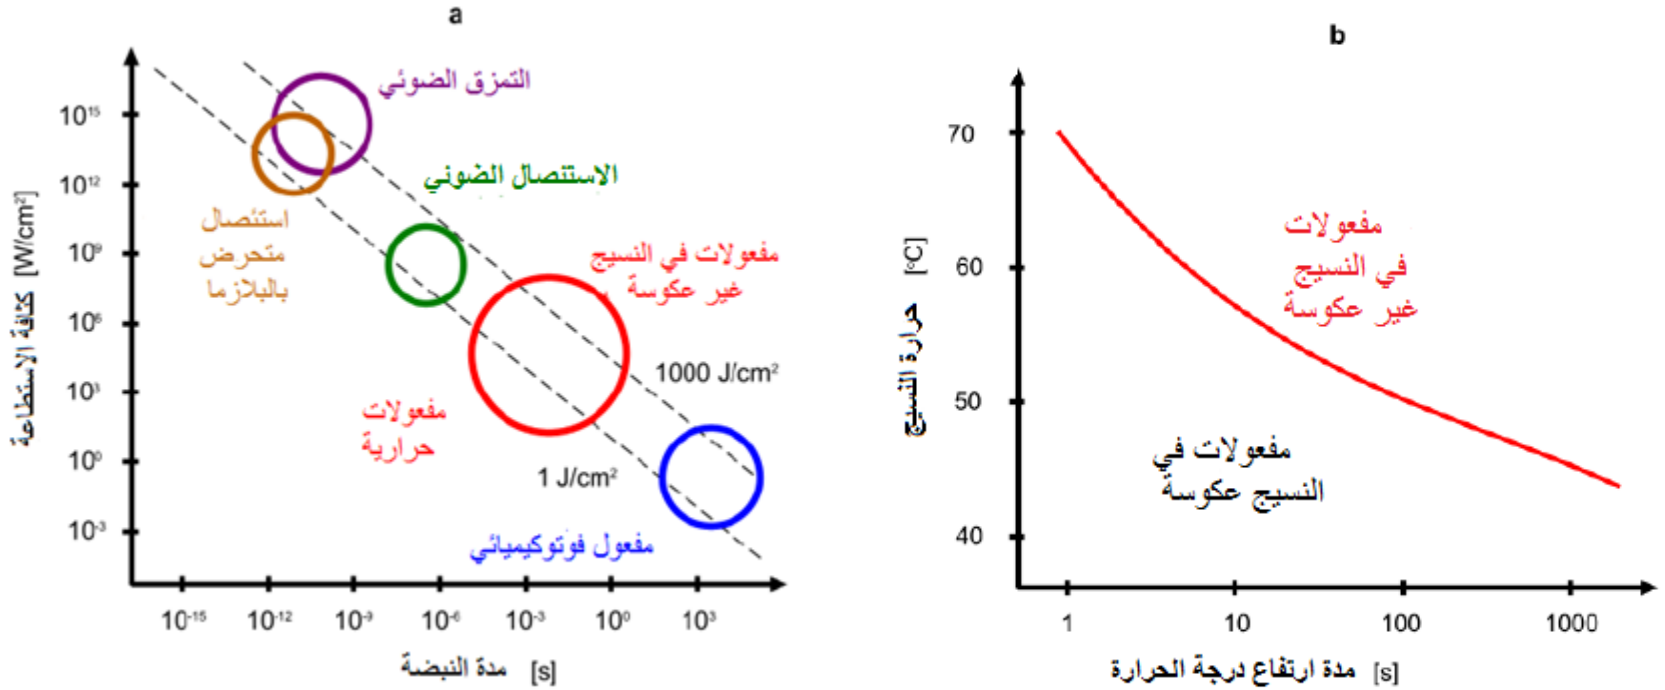 a
التمزق الضوئي
الاستئصال الضوئي
استئصال
متحرض
بالبلازما
مفعولات في النسيج
غير عكوسة
مفعولات
حرارية
مفعول فوتوكيميائي
1000 J/cm²
1 J/cm²
كثافة الاستطاعة [W/cm²]
10¹⁵
10¹²
10⁹
10⁶
10³
10⁰
10⁻³
10⁻¹⁵ 10⁻¹² 10⁻⁹ 10⁻⁶ 10⁻³ 10⁰ 10³
مدة النبضة [s]
b
حرارة النسيج [°C]
70
60
50
40
مفعولات
في النسيج
غير عكوسة
مفعولات في
النسيج عكوسة
1 10 100 1000
مدة ارتفاع درجة الحرارة [s]